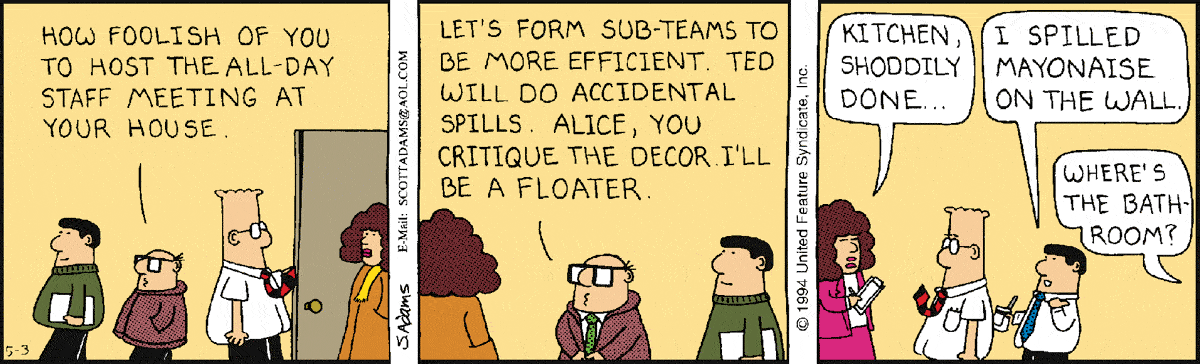 HOW FOOLISH OF YOU
TO HOST THE ALL-DAY
STAFF MEETING AT
YOUR HOUSE.
5-3
S.Adams
E-Mail: SCOTTADAMS@AOL.COM
LET'S FORM SUB-TEAMS TO
BE MORE EFFICIENT. TED
WILL DO ACCIDENTAL
SPILLS. ALICE, YOU
CRITIQUE THE DECOR. I'LL
BE A FLOATER.
© 1994 United Feature Syndicate, Inc.
KITCHEN,
SHODDILY
DONE...
I SPILLED
MAYONAISE
ON THE WALL.
WHERE'S
THE BATH-
ROOM?